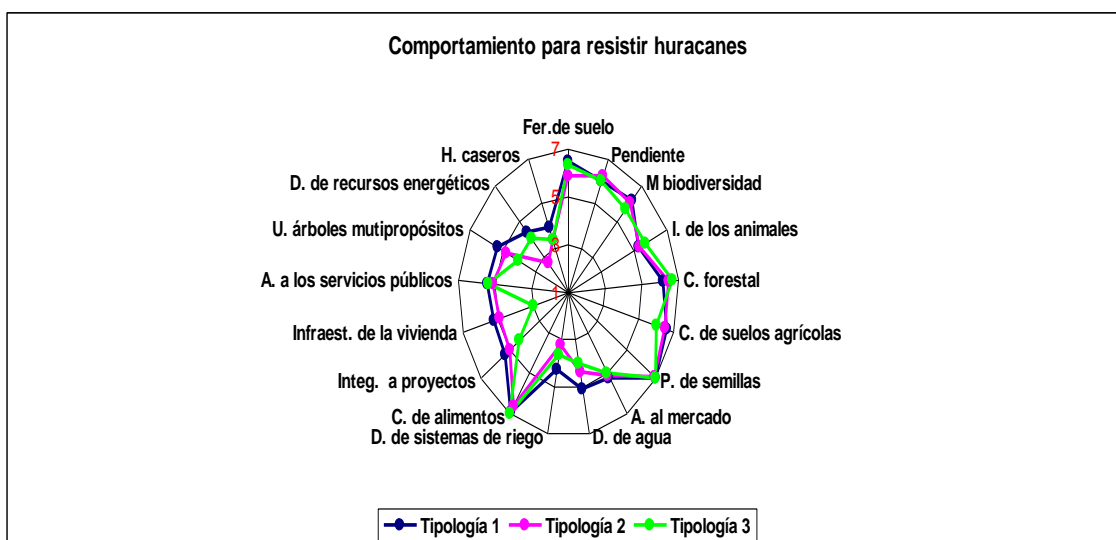 Comportamiento para resistir huracanes
Fer.de suelo
7
H. caseros
Pendiente
D. de recursos energéticos
M biodiversidad
5
U. árboles mutipropósitos
I. de los animales
3
A. a los servicios públicos
C. forestal
1
Infraest. de la vivienda
C. de suelos agrícolas
Integ. a proyectos
P. de semillas
C. de alimentos
A. al mercado
D. de sistemas de riego
D. de agua
Tipología 1 Tipología 2 Tipología 3